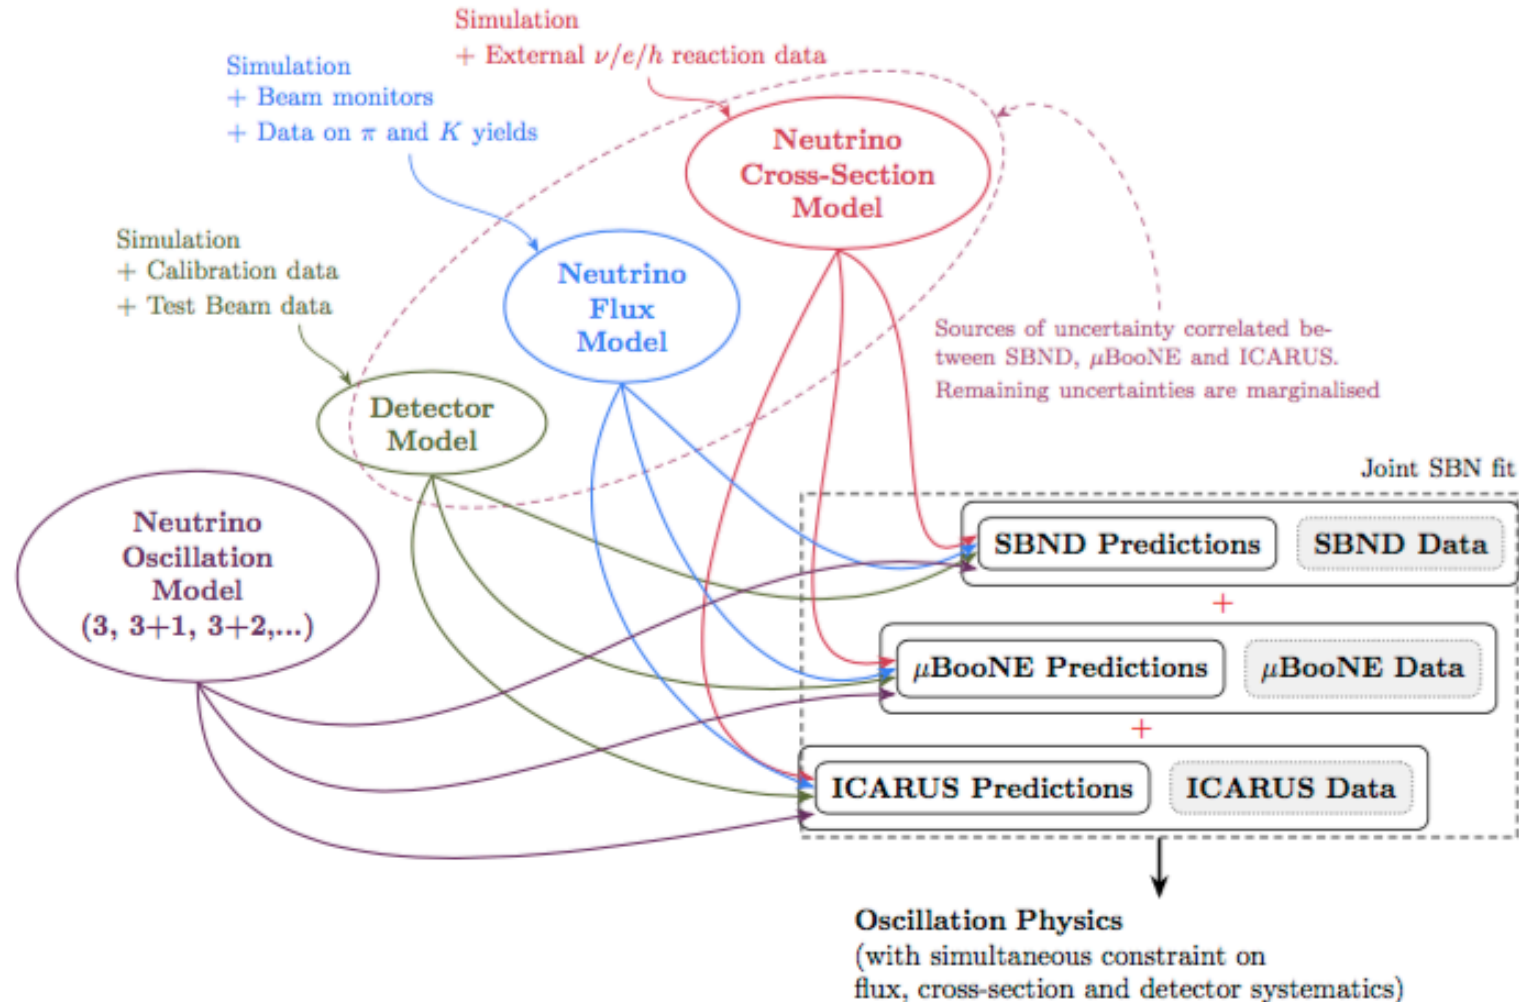 Simulation
+ External ν/e/h reaction data
Simulation
+ Beam monitors
+ Data on π and K yields
Neutrino
Cross-Section
Model
Simulation
+ Calibration data
+ Test Beam data
Neutrino
Flux
Model
Sources of uncertainty correlated be-
tween SBND, μBooNE and ICARUS.
Remaining uncertainties are marginalised
Detector
Model
Neutrino
Oscillation
Model
(3, 3+1, 3+2,...)
Joint SBN fit
SBND Predictions SBND Data
+
μBooNE Predictions μBooNE Data
+
ICARUS Predictions ICARUS Data
Oscillation Physics
(with simultaneous constraint on
flux, cross-section and detector systematics)